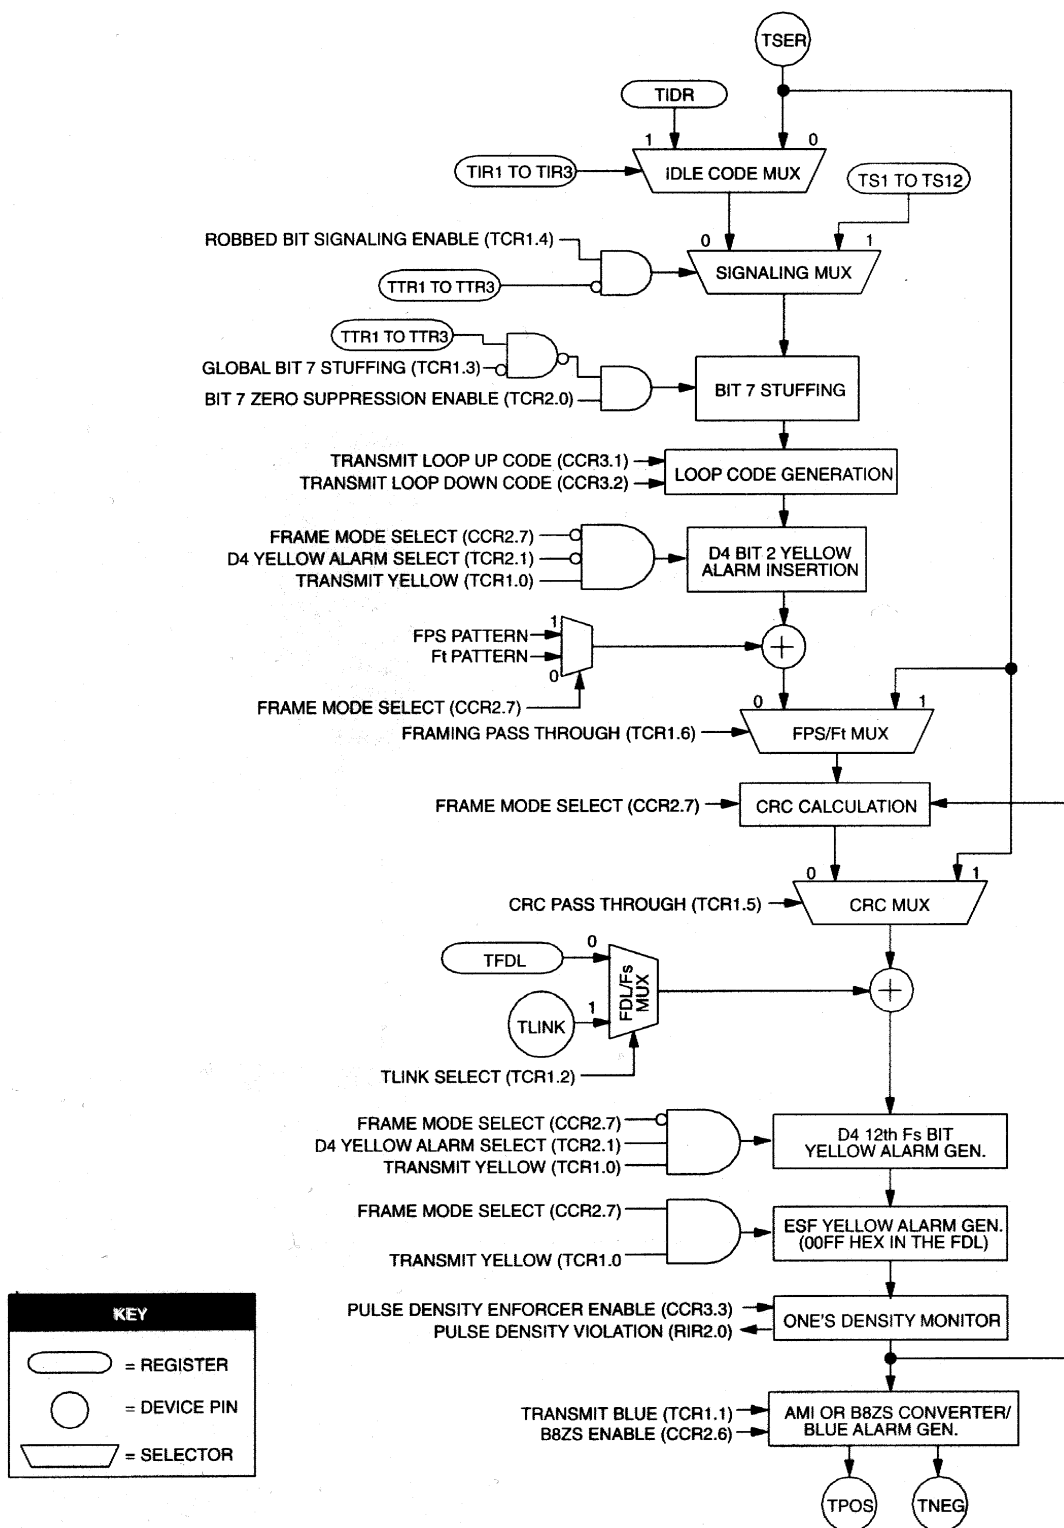 TSER
TIDR
1
0
TIR1 TO TIR3
IDLE CODE MUX
TS1 TO TS12
ROBBED BIT SIGNALING ENABLE (TCR1.4)
0
1
TTR1 TO TTR3
SIGNALING MUX
TTR1 TO TTR3
GLOBAL BIT 7 STUFFING (TCR1.3)
BIT 7 ZERO SUPPRESSION ENABLE (TCR2.0)
BIT 7 STUFFING
TRANSMIT LOOP UP CODE (CCR3.1)
TRANSMIT LOOP DOWN CODE (CCR3.2)
LOOP CODE GENERATION
FRAME MODE SELECT (CCR2.7)
D4 YELLOW ALARM SELECT (TCR2.1)
TRANSMIT YELLOW (TCR1.0)
D4 BIT 2 YELLOW
ALARM INSERTION
1
FPS PATTERN
Ft PATTERN
0
+
FRAME MODE SELECT (CCR2.7)
0
1
FRAMING PASS THROUGH (TCR1.6)
FPS/Ft MUX
FRAME MODE SELECT (CCR2.7)
CRC CALCULATION
0
1
CRC PASS THROUGH (TCR1.5)
CRC MUX
0
TFDL
FDL/Fs
MUX
+
1
TLINK
TLINK SELECT (TCR1.2)
FRAME MODE SELECT (CCR2.7)
D4 YELLOW ALARM SELECT (TCR2.1)
TRANSMIT YELLOW (TCR1.0)
D4 12th Fs BIT
YELLOW ALARM GEN.
FRAME MODE SELECT (CCR2.7)
TRANSMIT YELLOW (TCR1.0
ESF YELLOW ALARM GEN.
(00FF HEX IN THE FDL)
PULSE DENSITY ENFORCER ENABLE (CCR3.3)
PULSE DENSITY VIOLATION (RIR2.0)
ONE'S DENSITY MONITOR
TRANSMIT BLUE (TCR1.1)
B8ZS ENABLE (CCR2.6)
AMI OR B8ZS CONVERTER/
BLUE ALARM GEN.
TPOS
TNEG
KEY
= REGISTER
= DEVICE PIN
= SELECTOR